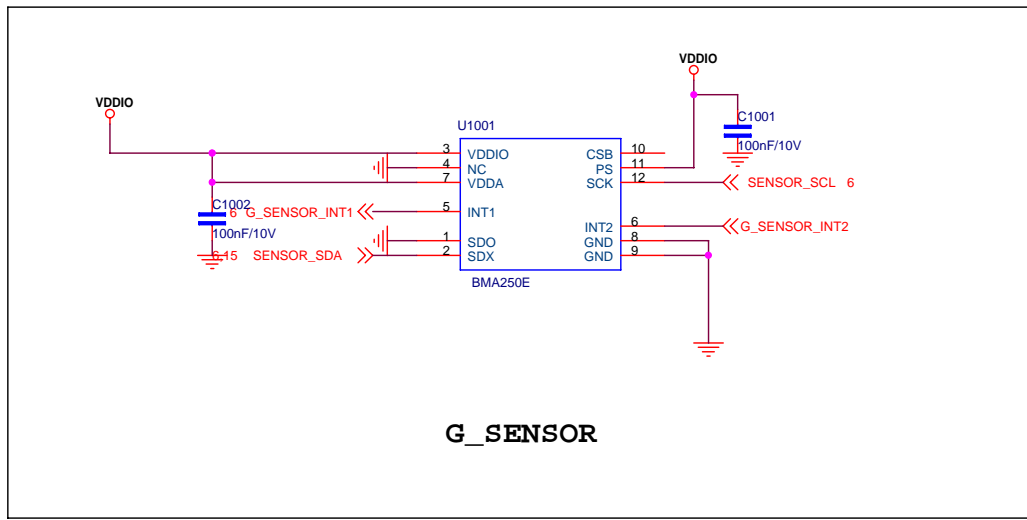 VDDIO
VDDIO
C1001
100nF/10V
U1001
3 VDDIO CSB 10
4 NC PS 11
7 VDDA SCK 12 SENSOR_SCL 6
C1002
100nF/10V
6 G_SENSOR_INT1 5 INT1
INT2 6 G_SENSOR_INT2
1 SDO GND 8
6,15 SENSOR_SDA 2 SDX GND 9
BMA250E
G_SENSOR